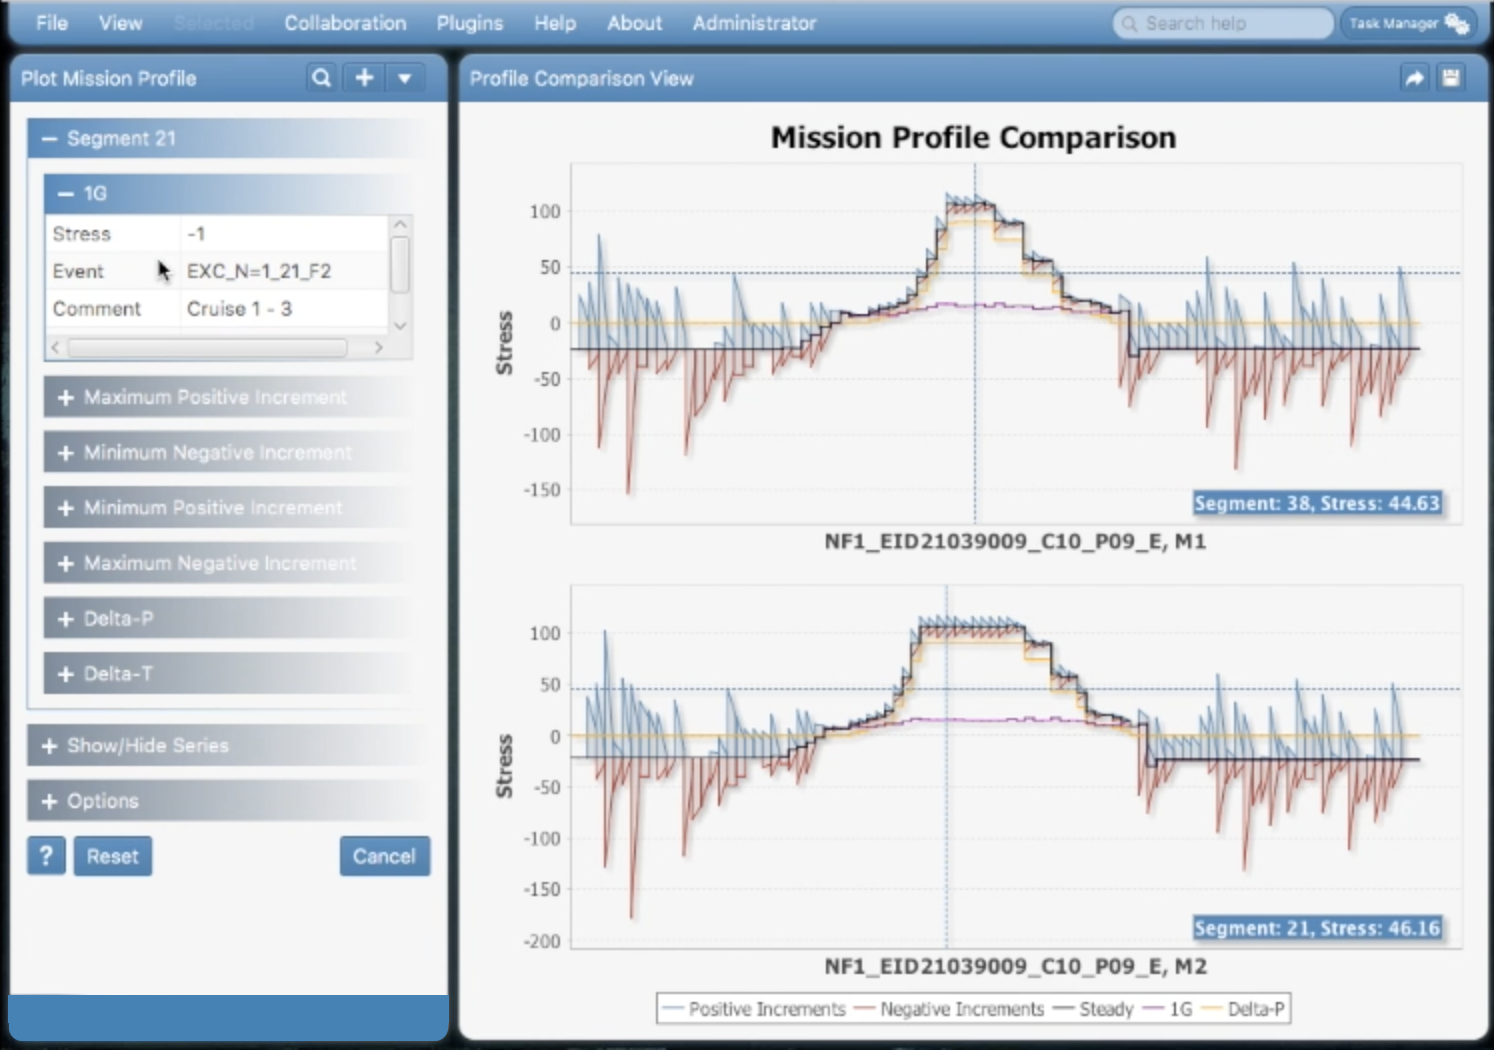 File View Selected Collaboration Plugins Help About Administrator Search help Task Manager
Plot Mission Profile
Segment 21
1G
Stress -1
Event EXC_N=1_21_F2
Comment Cruise 1 - 3
Maximum Positive Increment
Minimum Negative Increment
Minimum Positive Increment
Maximum Negative Increment
Delta-P
Delta-T
Show/Hide Series
Options
? Reset Cancel
Profile Comparison View
Mission Profile Comparison
Stress
100
50
0
-50
-100
-150
Segment: 38, Stress: 44.63
NF1_EID21039009_C10_P09_E, M1
Stress
100
50
0
-50
-100
-150
-200
Segment: 21, Stress: 46.16
NF1_EID21039009_C10_P09_E, M2
Positive Increments Negative Increments Steady 1G Delta-P